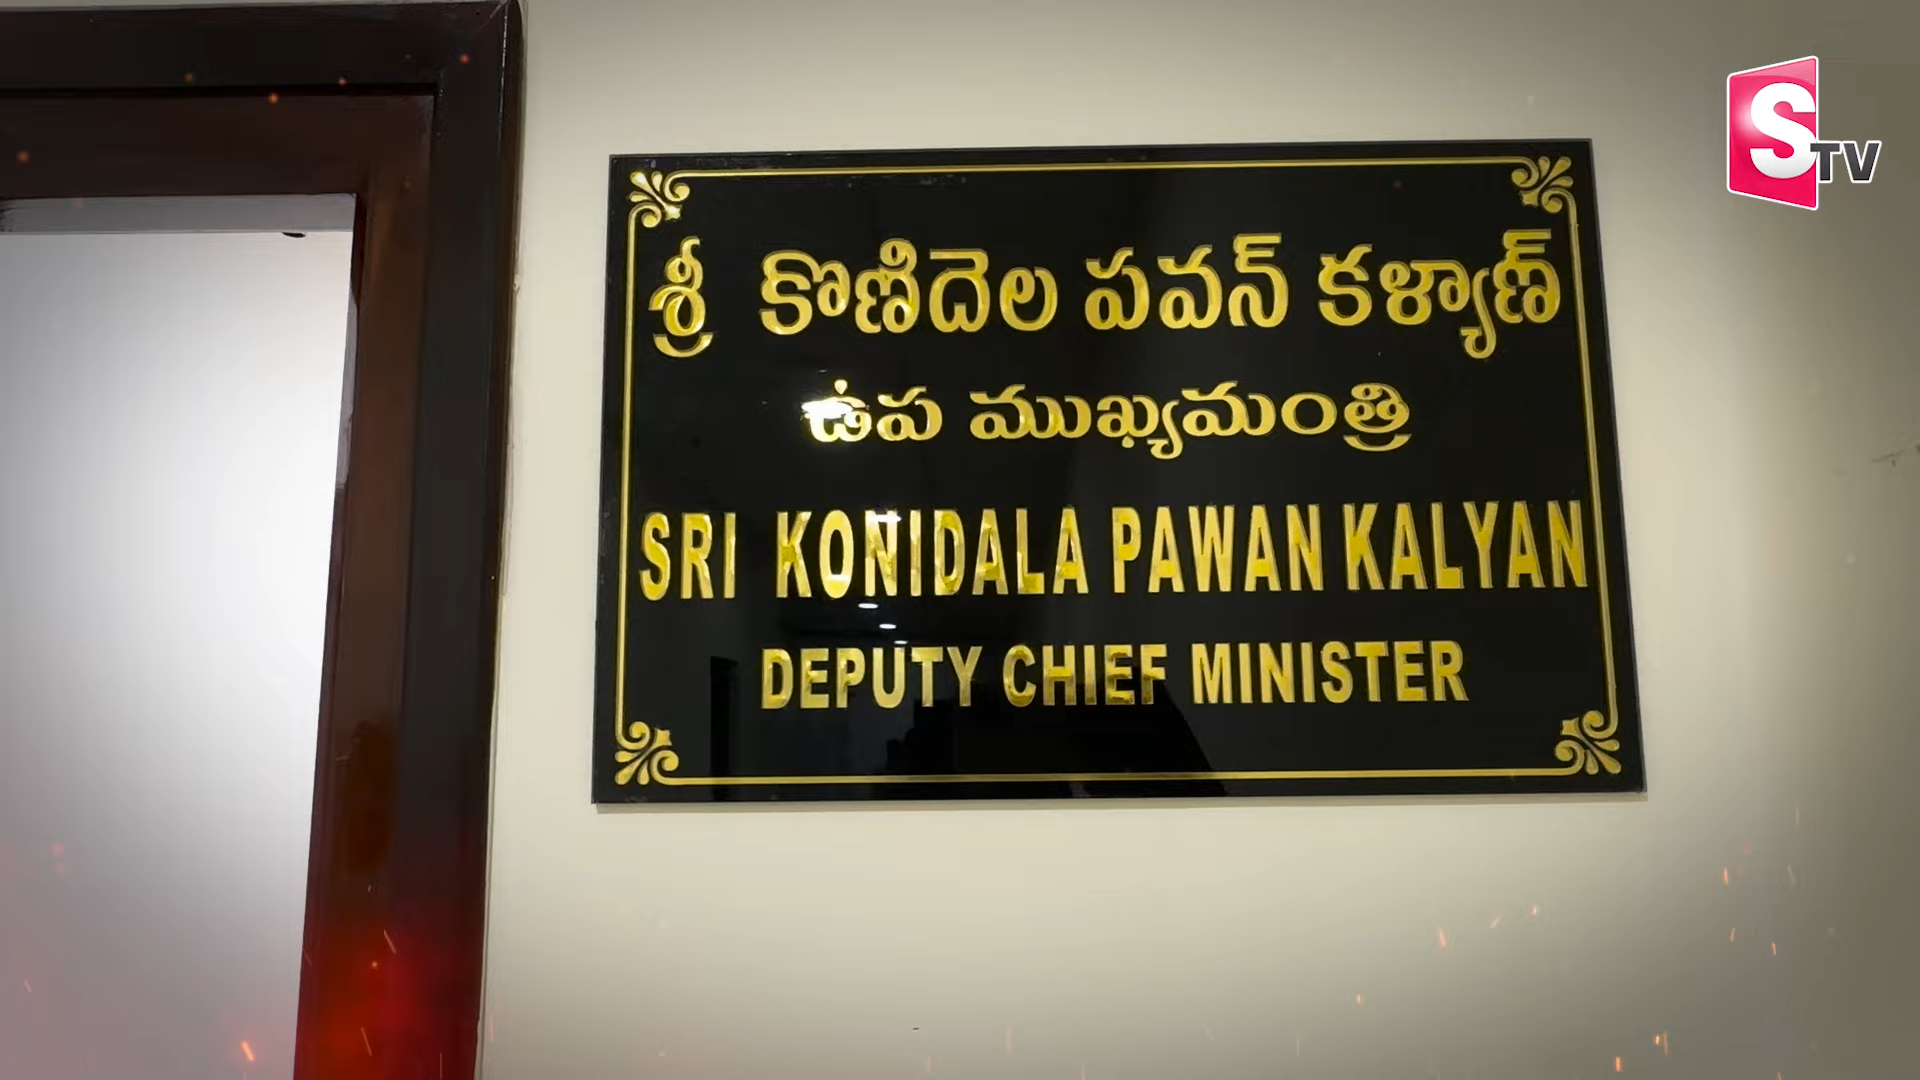 STV
శ్రీ కొణిదెల పవన్ కళ్యాణ్
ఉప ముఖ్యమంత్రి
SRI KONIDALA PAWAN KALYAN
DEPUTY CHIEF MINISTER